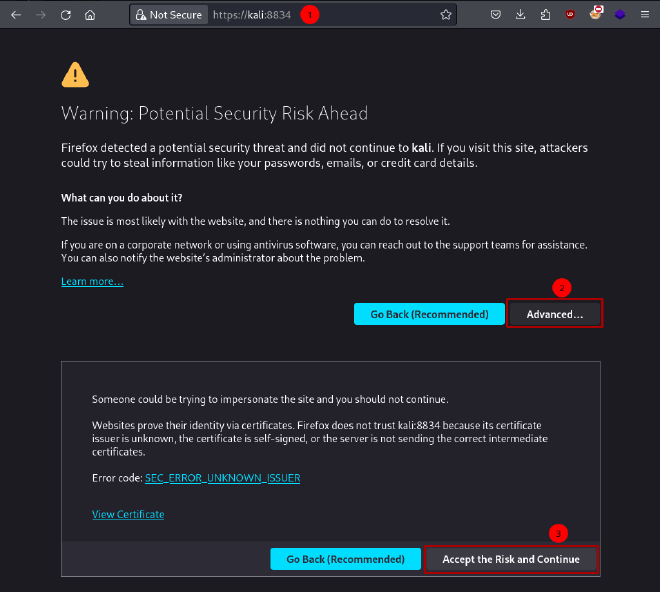 Not Secure https://kali:8834 1
Warning: Potential Security Risk Ahead
Firefox detected a potential security threat and did not continue to kali. If you visit this site, attackers
could try to steal information like your passwords, emails, or credit card details.
What can you do about it?
The issue is most likely with the website, and there is nothing you can do to resolve it.
If you are on a corporate network or using antivirus software, you can reach out to the support teams for assistance.
You can also notify the website's administrator about the problem.
Learn more...
2
Go Back (Recommended) Advanced...
Someone could be trying to impersonate the site and you should not continue.
Websites prove their identity via certificates. Firefox does not trust kali:8834 because its certificate
issuer is unknown, the certificate is self-signed, or the server is not sending the correct intermediate
certificates.
Error code: SEC_ERROR_UNKNOWN_ISSUER
View Certificate
3
Go Back (Recommended) Accept the Risk and Continue